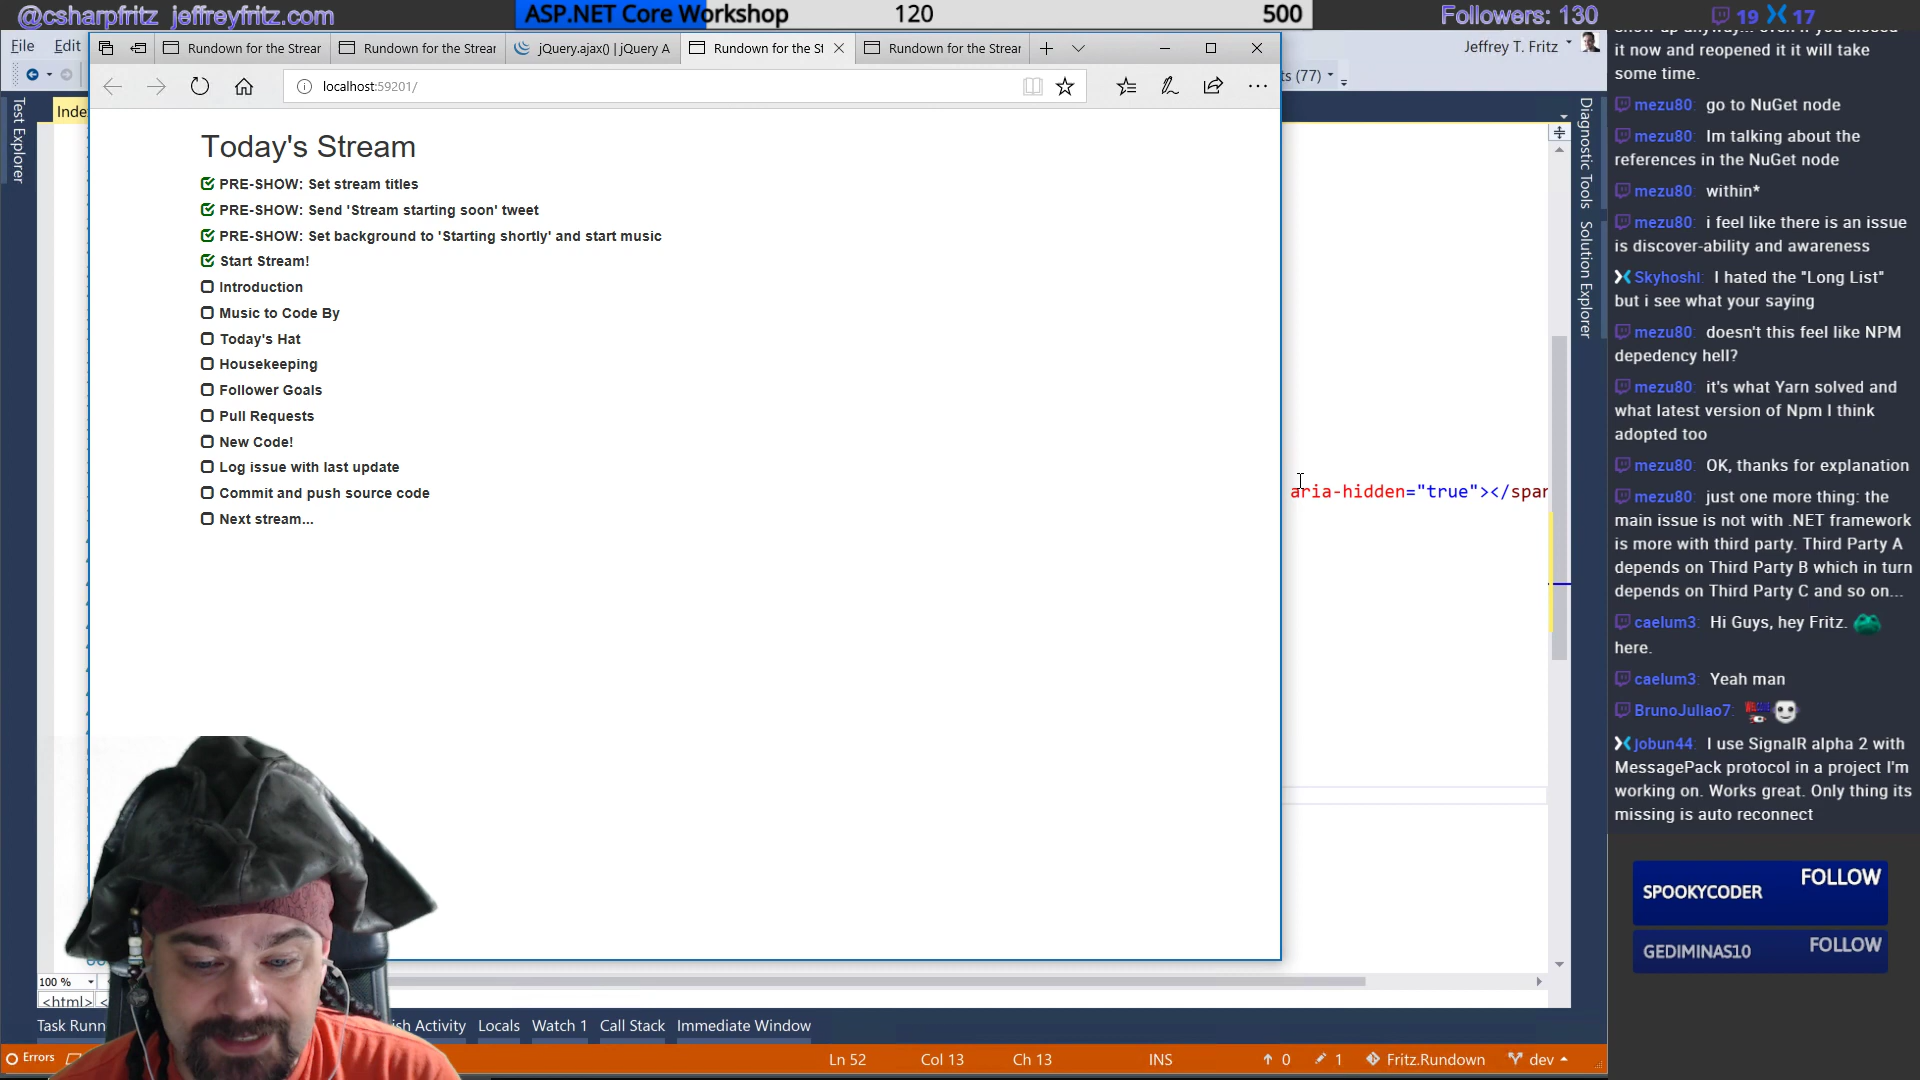 @csharpfritz jeffreyfritz.com
ASP.NET Core Workshop 120 500
Followers: 130
19 17
File Edit
Rundown for the Strear
Rundown for the Strear
jQuery.ajax() | jQuery A
Rundown for the St
Rundown for the Strear
Jeffrey T. Fritz
ts (77)
localhost:59201/
Test Explorer
Inde
Diagnostic Tools
Solution Explorer
Today's Stream
PRE-SHOW: Set stream titles
PRE-SHOW: Send 'Stream starting soon' tweet
PRE-SHOW: Set background to 'Starting shortly' and start music
Start Stream!
Introduction
Music to Code By
Today's Hat
Housekeeping
Follower Goals
Pull Requests
New Code!
Log issue with last update
Commit and push source code
Next stream...
aria-hidden="true"></span
100 %
<html> <
Task Runn
sh Activity Locals Watch 1 Call Stack Immediate Window
Errors
Ln 52 Col 13 Ch 13 INS 0 1 Fritz.Rundown dev
show up anyway... even if you closed
it now and reopened it it will take
some time.
mezu80: go to NuGet node
mezu80: Im talking about the
references in the NuGet node
mezu80: within*
mezu80: i feel like there is an issue
is discover-ability and awareness
Skyhoshi: I hated the "Long List"
but i see what your saying
mezu80: doesn't this feel like NPM
depedency hell?
mezu80: it's what Yarn solved and
what latest version of Npm I think
adopted too
mezu80: OK, thanks for explanation
mezu80: just one more thing: the
main issue is not with .NET framework
is more with third party. Third Party A
depends on Third Party B which in turn
depends on Third Party C and so on...
caelum3: Hi Guys, hey Fritz.
here.
caelum3: Yeah man
BrunoJuliao7:
jobun44: I use SignalR alpha 2 with
MessagePack protocol in a project I'm
working on. Works great. Only thing its
missing is auto reconnect
SPOOKYCODER FOLLOW
GEDIMINAS10 FOLLOW